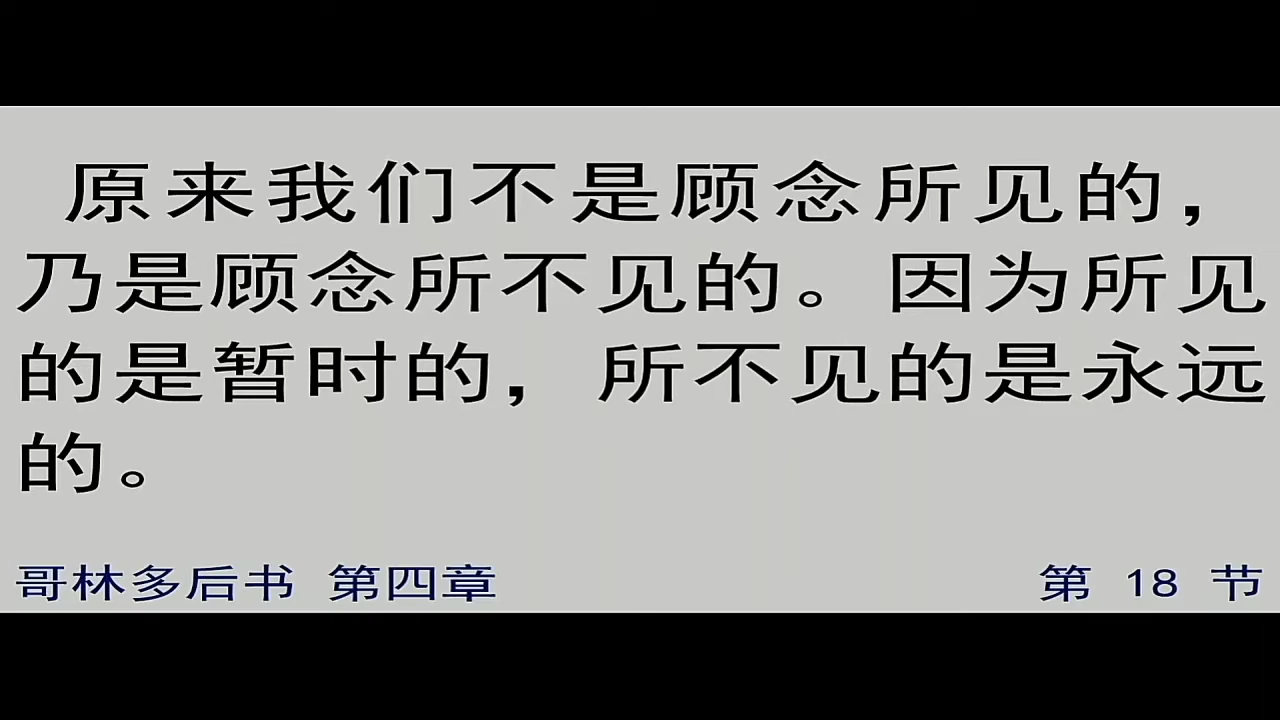 原来我们不是顾念所见的，
乃是顾念所不见的。因为所见
的是暂时的，所不见的是永远
的。
哥林多后书 第四章 第 18 节